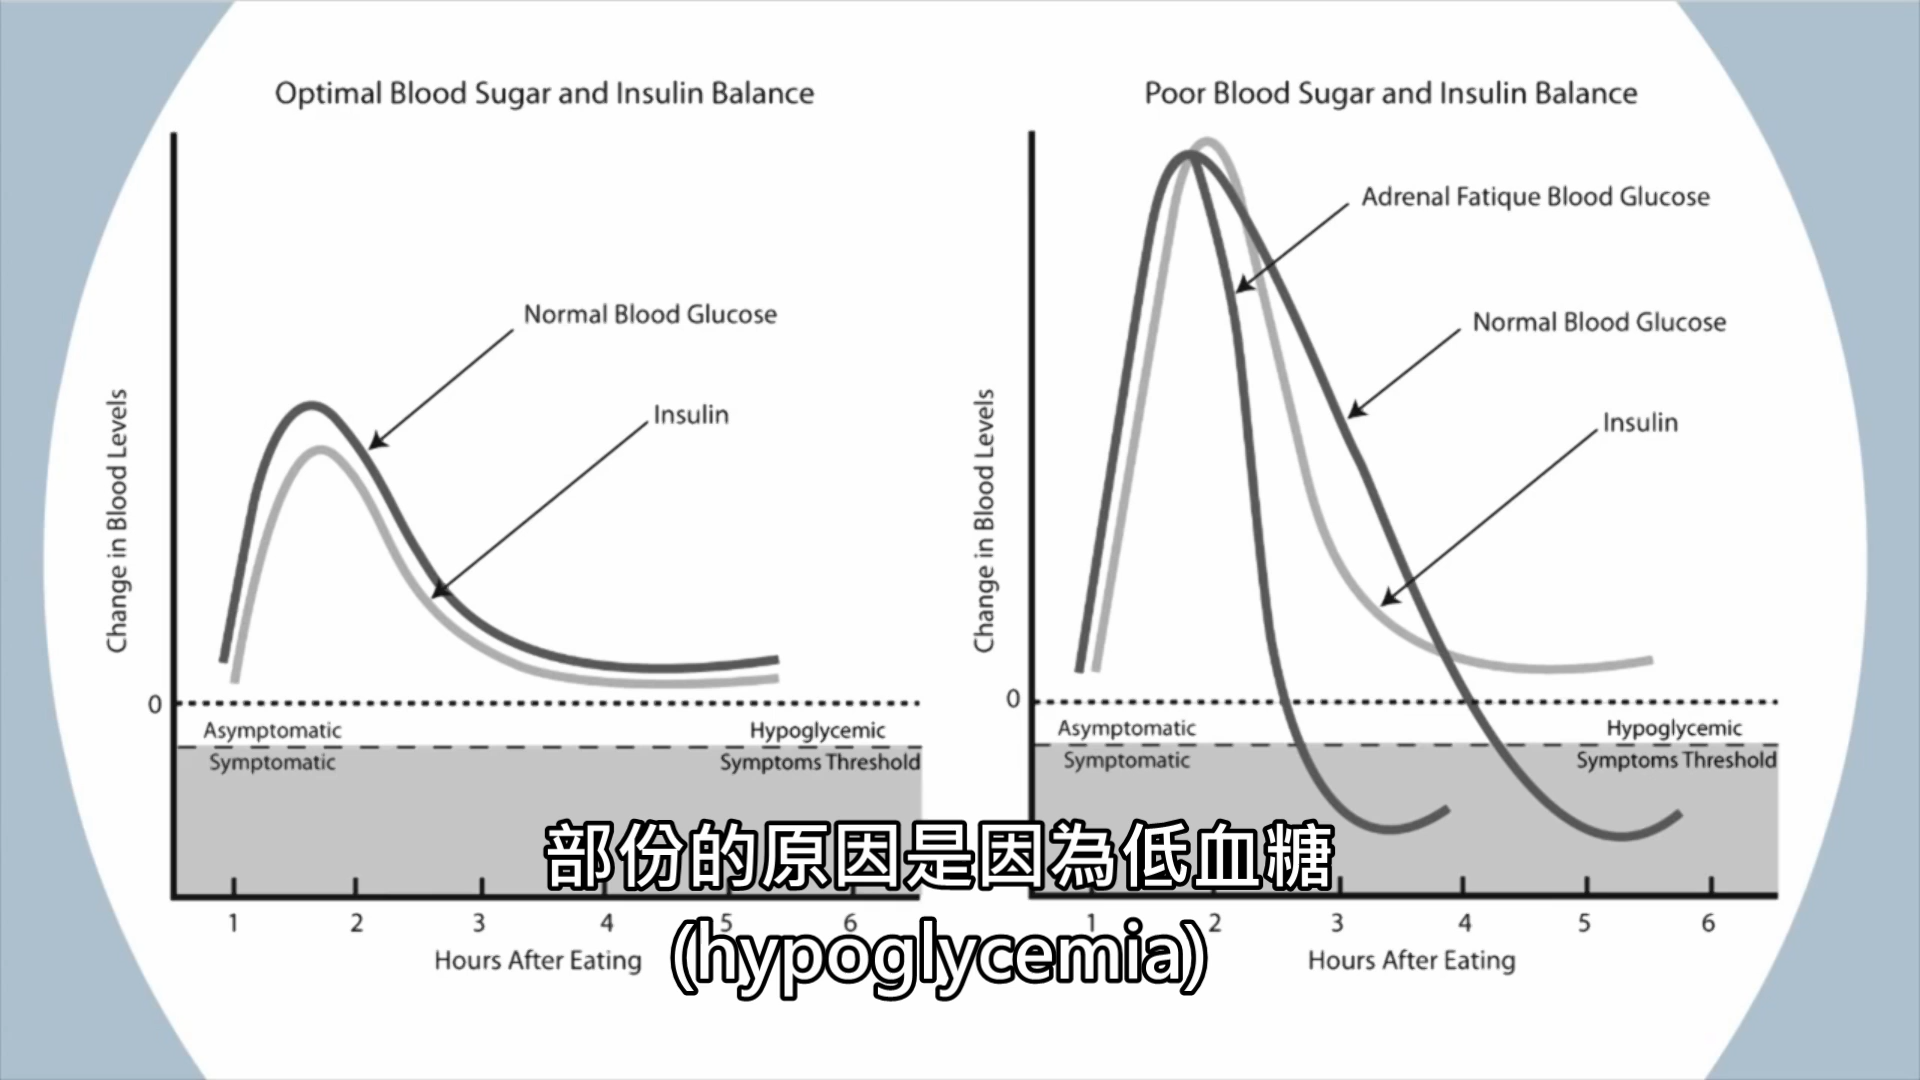 Optimal Blood Sugar and Insulin Balance
Normal Blood Glucose
Insulin
Change in Blood Levels
0
Asymptomatic
Hypoglycemic
Symptomatic
Symptoms Threshold
1 2 3 4 5 6
Hours After Eating
Poor Blood Sugar and Insulin Balance
Adrenal Fatique Blood Glucose
Normal Blood Glucose
Insulin
Change in Blood Levels
0
Asymptomatic
Hypoglycemic
Symptomatic
Symptoms Threshold
1 2 3 4 5 6
Hours After Eating
部份的原因是因為低血糖
(hypoglycemia)